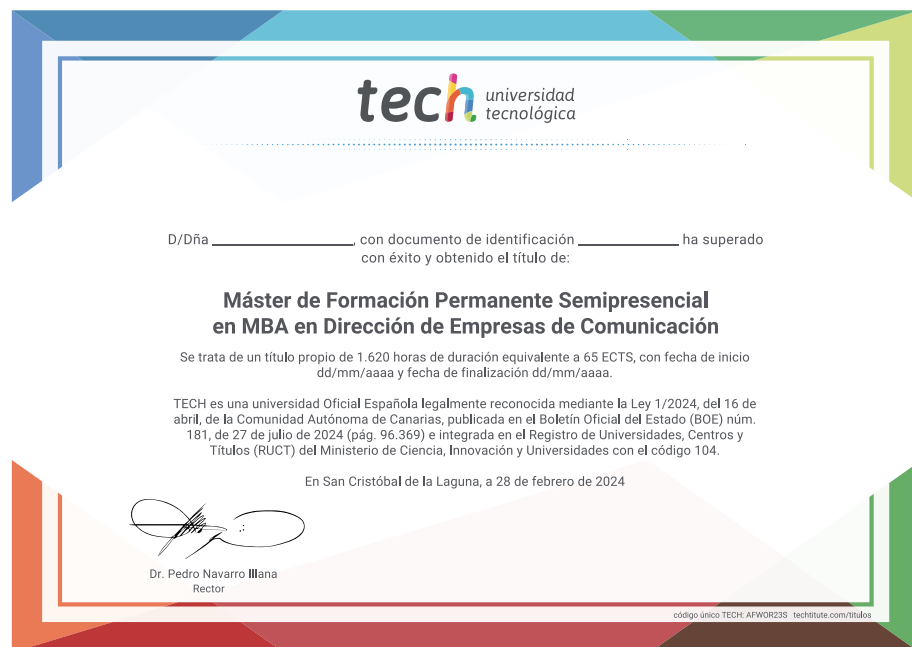 tech universidad
tecnológica
D/Dña ________________, con documento de identificación ____________ ha superado
con éxito y obtenido el título de:
Máster de Formación Permanente Semipresencial
en MBA en Dirección de Empresas de Comunicación
Se trata de un título propio de 1.620 horas de duración equivalente a 65 ECTS, con fecha de inicio
dd/mm/aaaa y fecha de finalización dd/mm/aaaa.
TECH es una universidad Oficial Española legalmente reconocida mediante la Ley 1/2024, del 16 de
abril, de la Comunidad Autónoma de Canarias, publicada en el Boletín Oficial del Estado (BOE) núm.
181, de 27 de julio de 2024 (pág. 96.369) e integrada en el Registro de Universidades, Centros y
Títulos (RUCT) del Ministerio de Ciencia, Innovación y Universidades con el código 104.
En San Cristóbal de la Laguna, a 28 de febrero de 2024
Dr. Pedro Navarro Illana
Rector
código único TECH: AFWOR23S techtitute.com/titulos